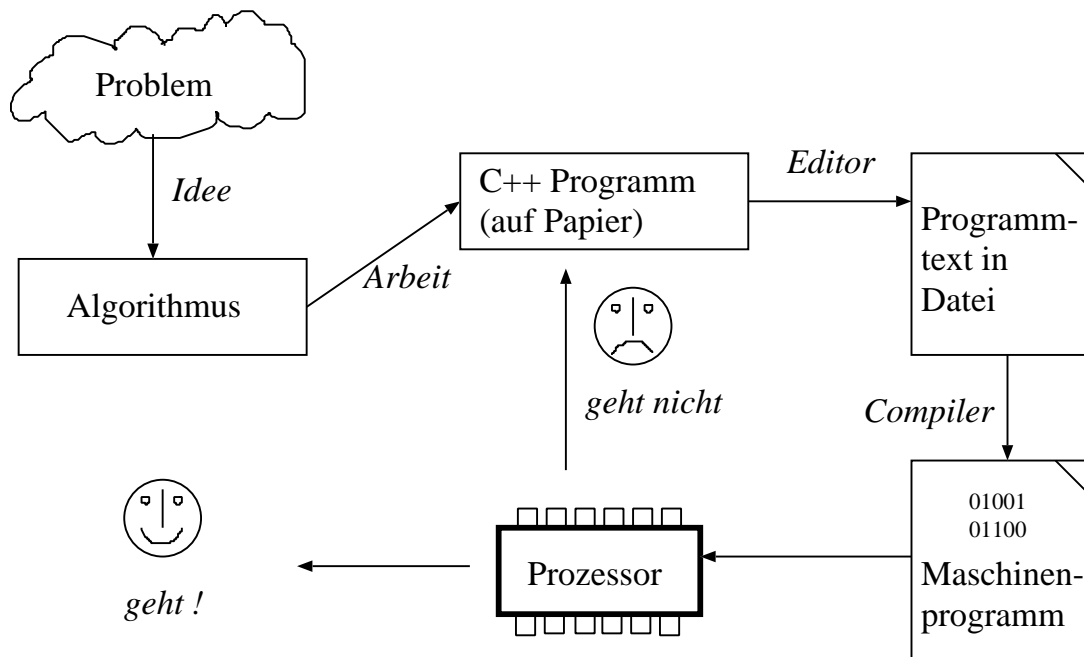 Problem
Idee
Algorithmus
Arbeit
C++ Programm
(auf Papier)
Editor
Programm-
text in
Datei
Compiler
01001
01100
Maschinen-
programm
Prozessor
geht nicht
geht !